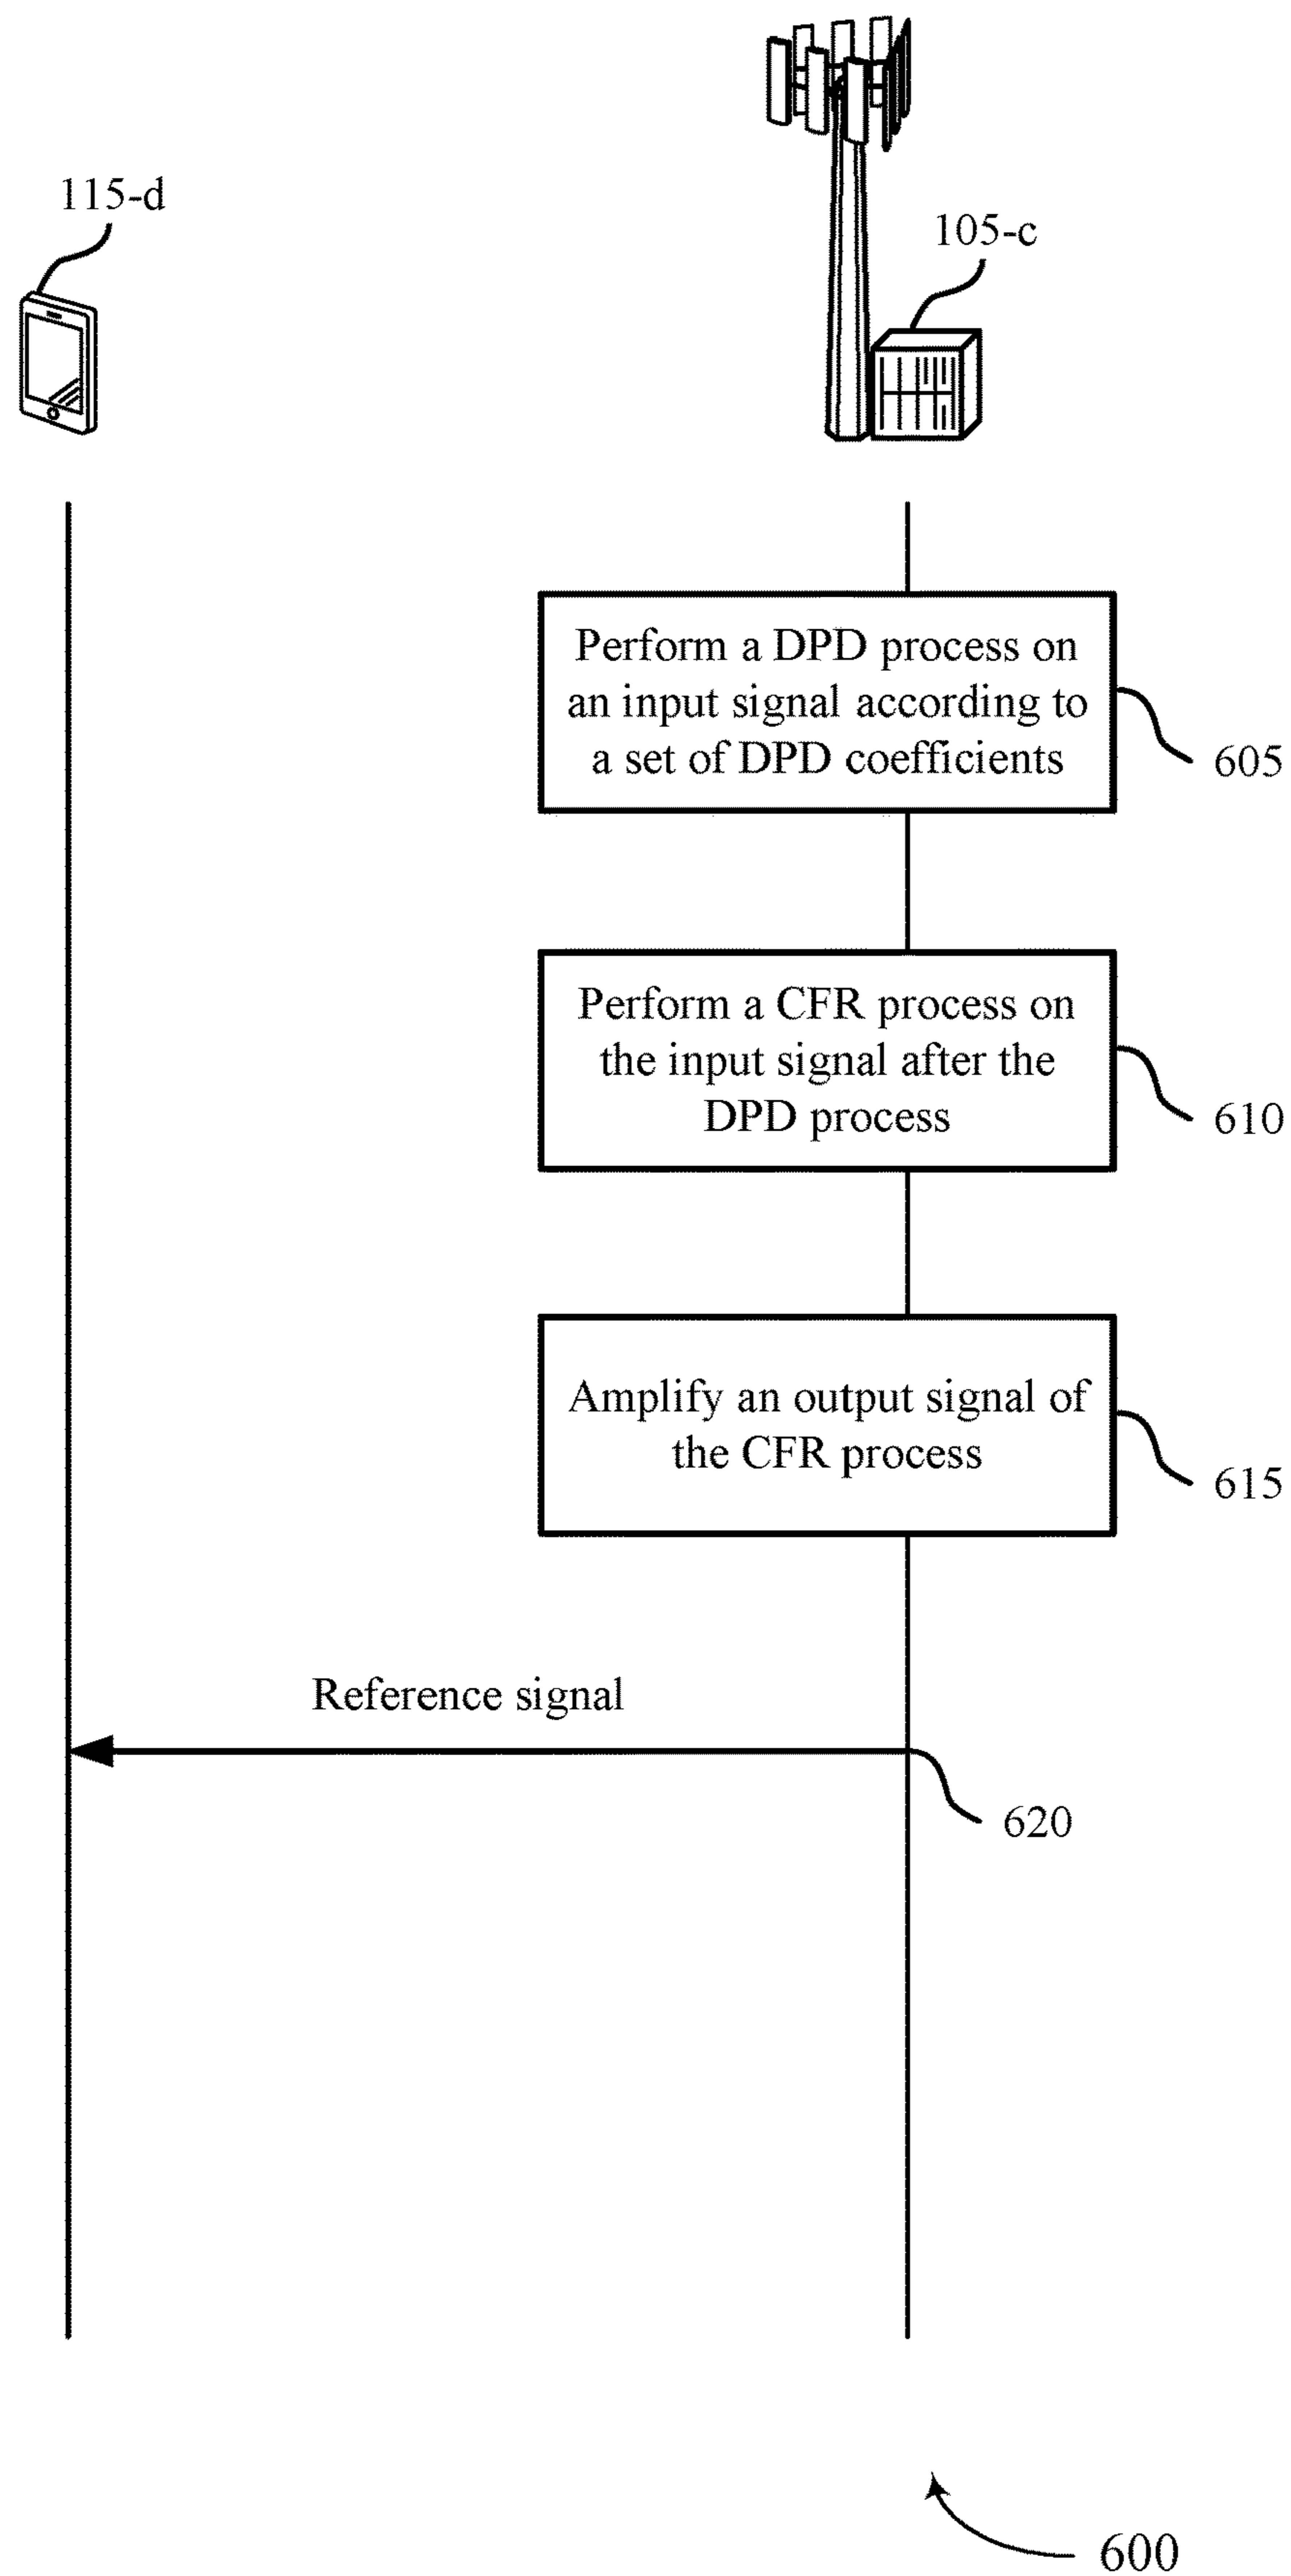 115-d
105-c
Perform a DPD process on
an input signal according to
a set of DPD coefficients
605
Perform a CFR process on
the input signal after the
DPD process
610
Amplify an output signal of
the CFR process
615
Reference signal
620
600